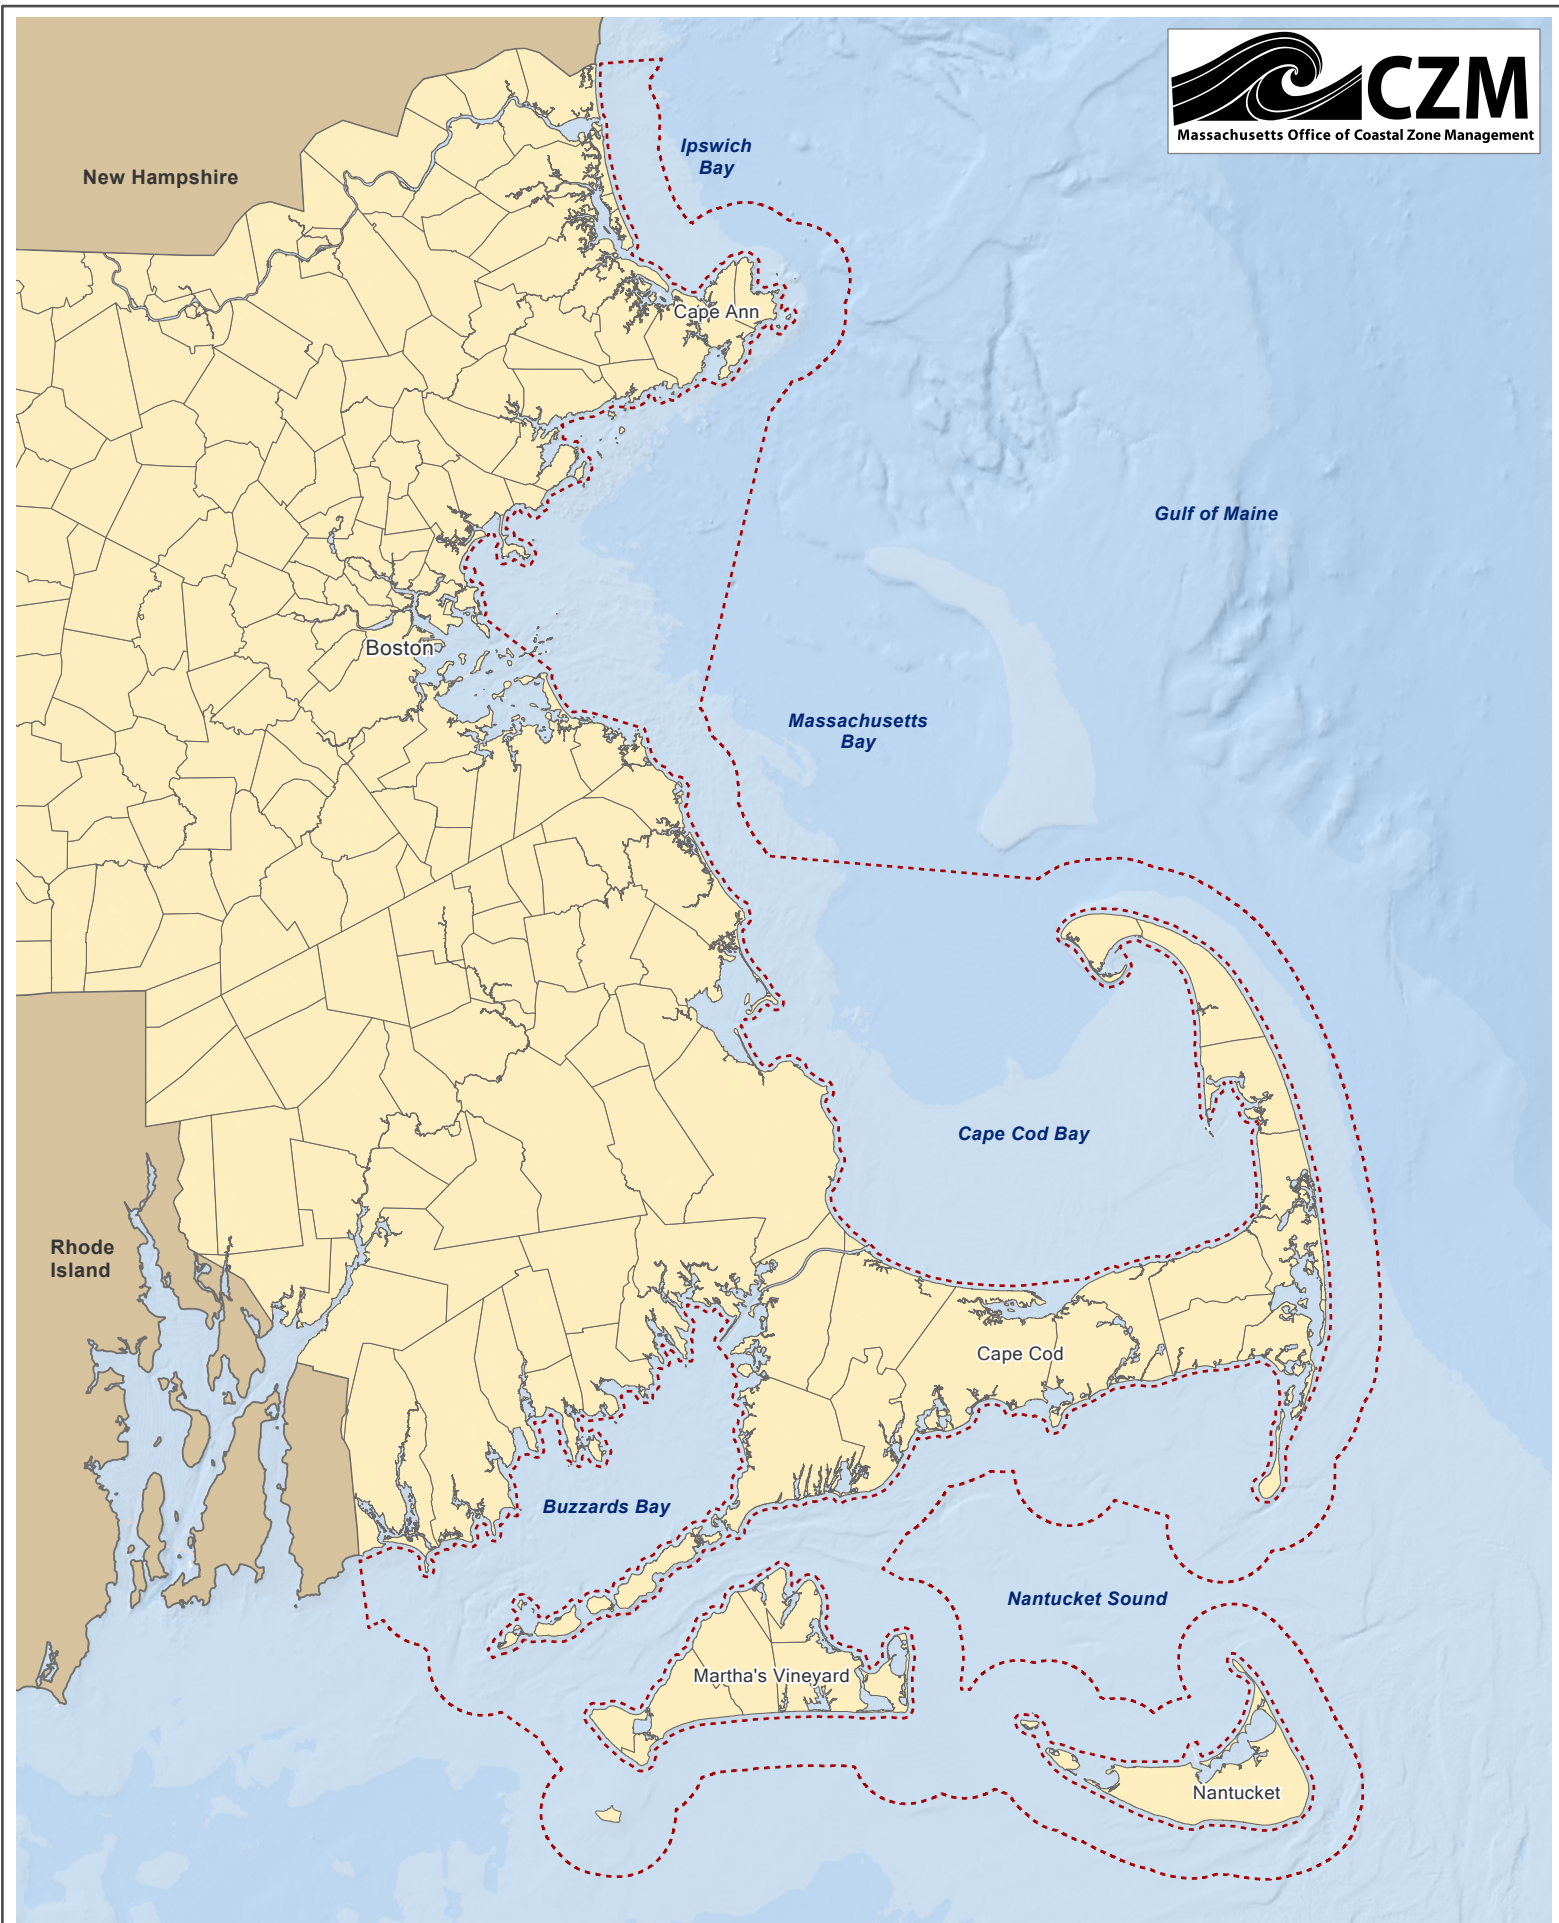 CZM
Massachusetts Office of Coastal Zone Management
Ipswich
Bay
New Hampshire
Cape Ann
Gulf of Maine
Boston
Massachusetts
Bay
Cape Cod Bay
Rhode
Island
Cape Cod
Buzzards Bay
Nantucket Sound
Martha's Vineyard
Nantucket